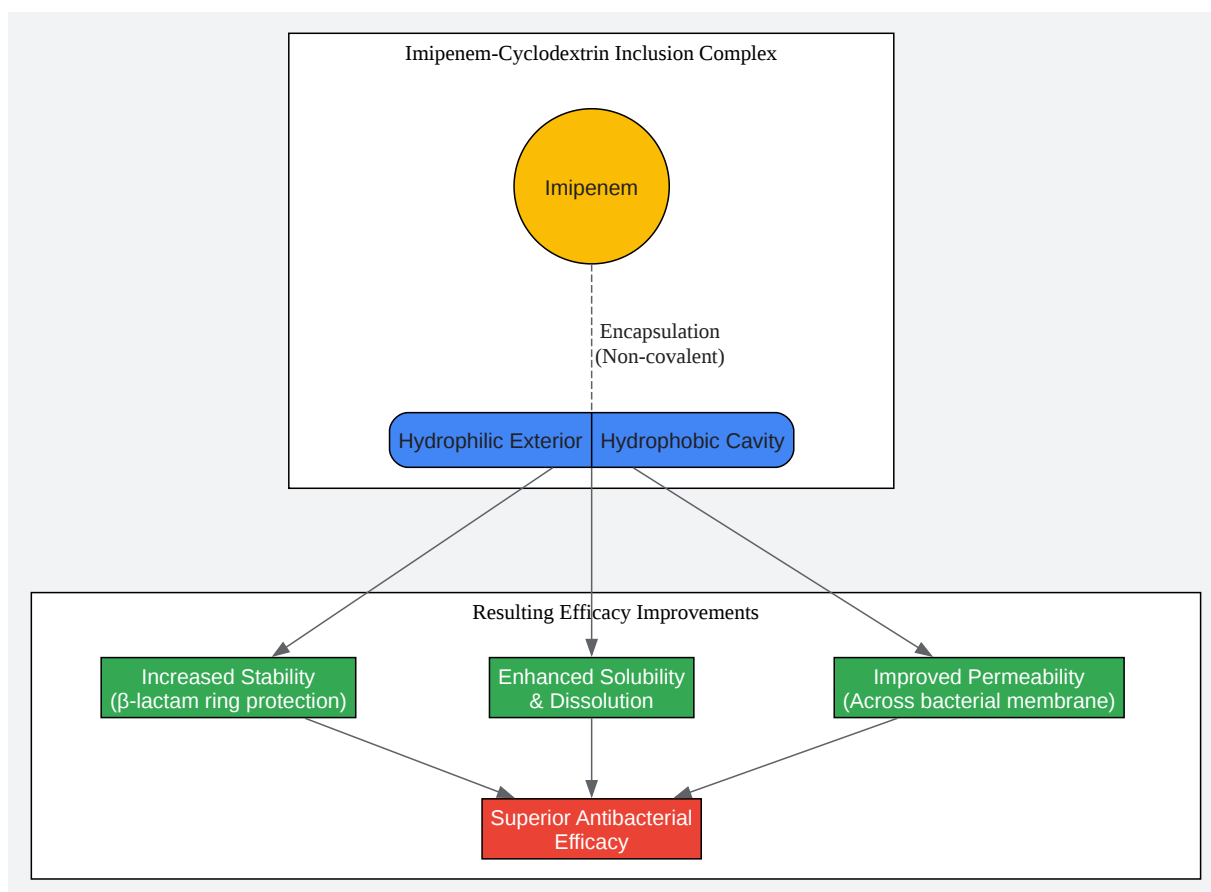 Imipenem-Cyclodextrin Inclusion Complex
Imipenem
Encapsulation
(Non-covalent)
Hydrophilic Exterior
Hydrophobic Cavity
Resulting Efficacy Improvements
Increased Stability
(β-lactam ring protection)
Enhanced Solubility
& Dissolution
Improved Permeability
(Across bacterial membrane)
Superior Antibacterial
Efficacy